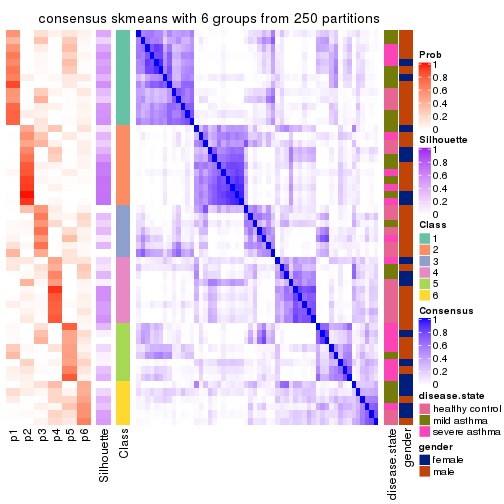 consensus skmeans with 6 groups from 250 partitions
Prob
1
0.8
0.6
0.4
0.2
0
Silhouette
1
0.8
0.6
0.4
0.2
0
Class
1
2
3
4
5
6
Consensus
1
0.8
0.6
0.4
0.2
0
disease.state
healthy control
mild asthma
severe asthma
gender
female
male
p1
p2
p3
p4
p5
p6
Silhouette
Class
disease.state
gender